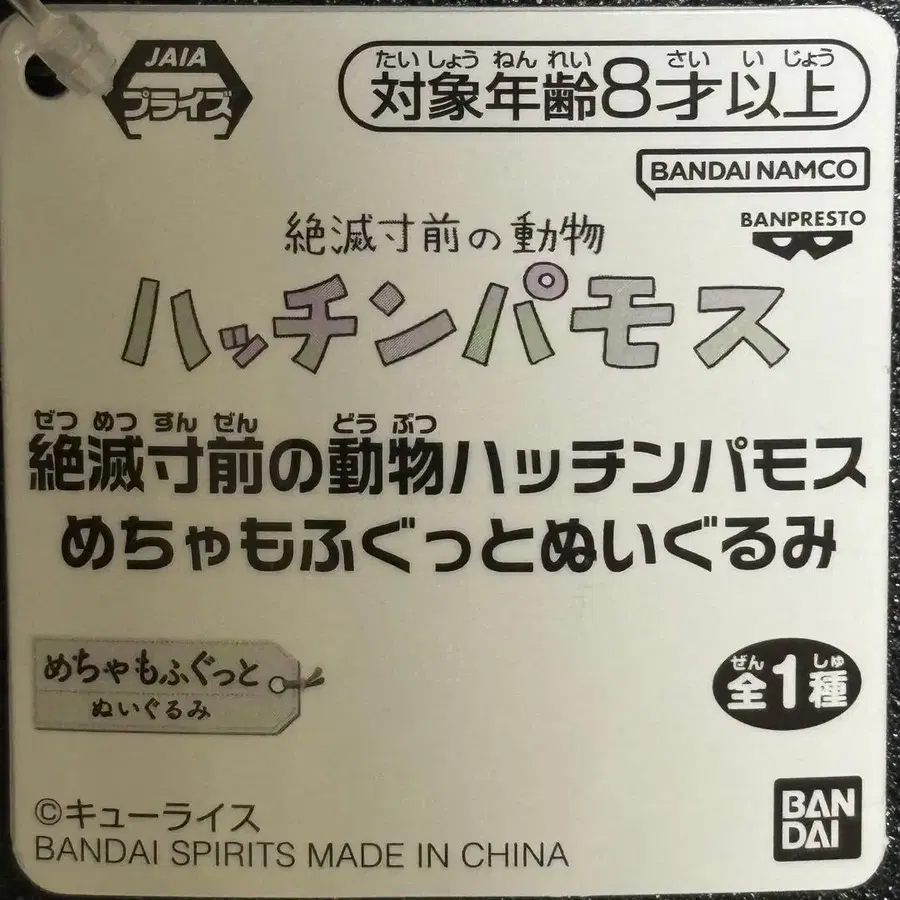 JAIA
プライズ
たいしょうねんれい さい いじょう
対象年齢8才以上
BANDAI NAMCO
BANPRESTO
絶滅寸前の動物
ハッチンパモス
ぜつめつすんぜん どうぶつ
絶滅寸前の動物ハッチンパモス
めちゃもふぐっとぬいぐるみ
めちゃもふぐっと
ぬいぐるみ
ぜん しゅ
全1種
©キューライス
BANDAI SPIRITS MADE IN CHINA
BAN
DAI